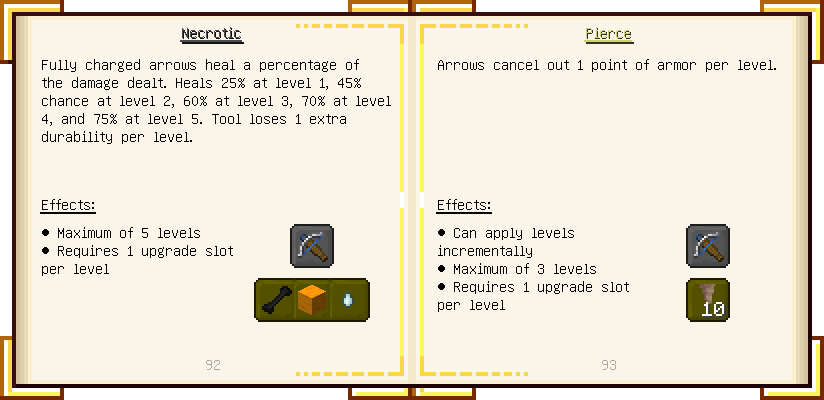 Necrotic
Fully charged arrows heal a percentage of
the damage dealt. Heals 25% at level 1, 45%
chance at level 2, 60% at level 3, 70% at level
4, and 75% at level 5. Tool loses 1 extra
durability per level.
Effects:
● Maximum of 5 levels
● Requires 1 upgrade slot
per level
92
Pierce
Arrows cancel out 1 point of armor per level.
Effects:
● Can apply levels
incrementally
● Maximum of 3 levels
● Requires 1 upgrade slot
per level
10
93